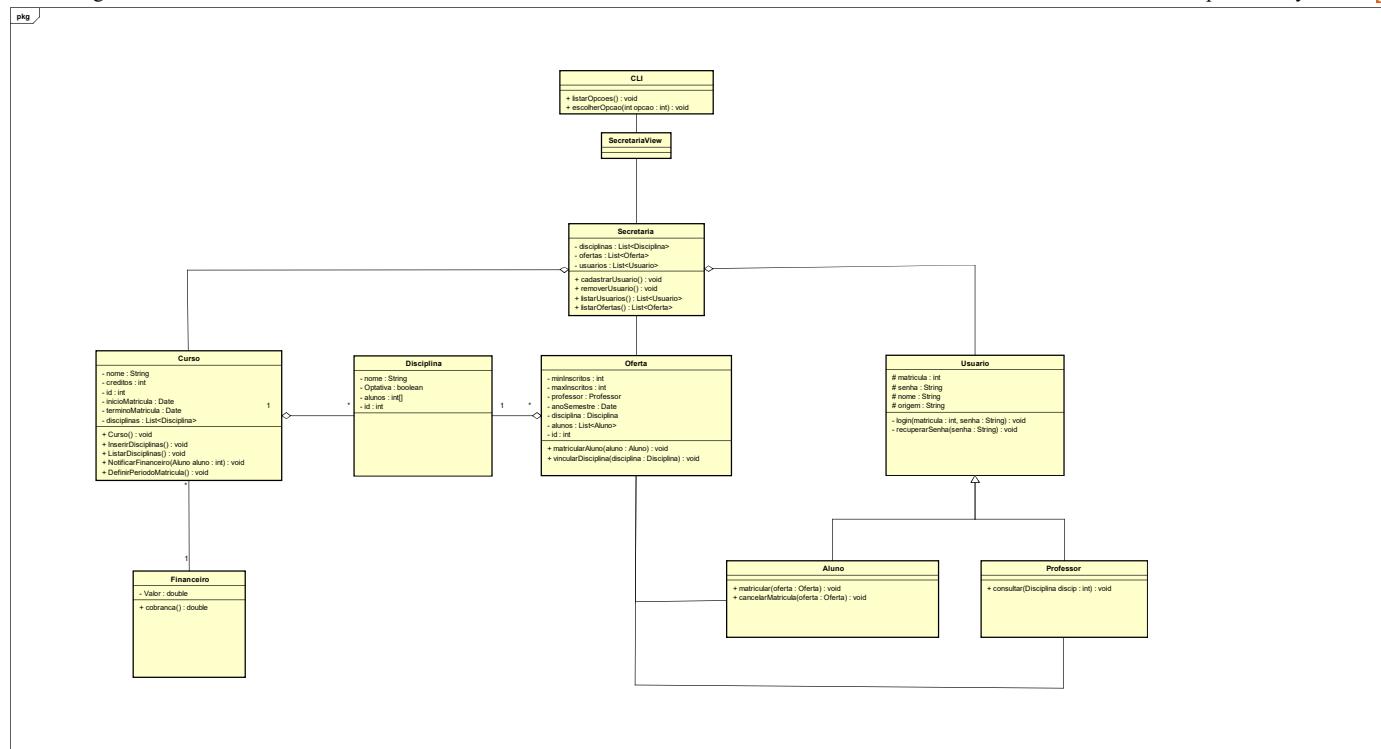 pkg
CLI
+ listarOpcoes() : void
+ escolherOpcao(int opcao : int) : void
SecretariaView
Secretaria
- disciplinas : List<Disciplina>
- ofertas : List<Oferta>
- usuarios : List<Usuario>
+ cadastrarUsuario() : void
+ removerUsuario() : void
+ listarUsuarios() : List<Usuario>
+ listarOfertas() : List<Oferta>
Curso
- nome : String
- creditos : int
- id : int
- inicioMatricula : Date
- terminoMatricula : Date
- disciplinas : List<Disciplina>
+ Curso() : void
+ InserirDisciplinas() : void
+ ListarDisciplinas() : void
+ NotificarFinanceiro(Aluno aluno : int) : void
+ DefinirPeriodoMatricula() : void
1
*
Disciplina
- nome : String
- Optativa : boolean
- alunos : int[]
- id : int
1
*
Oferta
- minInscritos : int
- maxInscritos : int
- professor : Professor
- anoSemestre : Date
- disciplina : Disciplina
- alunos : List<Aluno>
- id : int
+ matricularAluno(aluno : Aluno) : void
+ vincularDisciplina(disciplina : Disciplina) : void
Usuario
# matricula : int
# senha : String
# nome : String
# origem : String
- login(matricula : int, senha : String) : void
- recuperarSenha(senha : String) : void
*
1
Financeiro
- Valor : double
+ cobranca() : double
Aluno
+ matricular(oferta : Oferta) : void
+ cancelarMatricula(oferta : Oferta) : void
Professor
+ consultar(Disciplina discip : int) : void